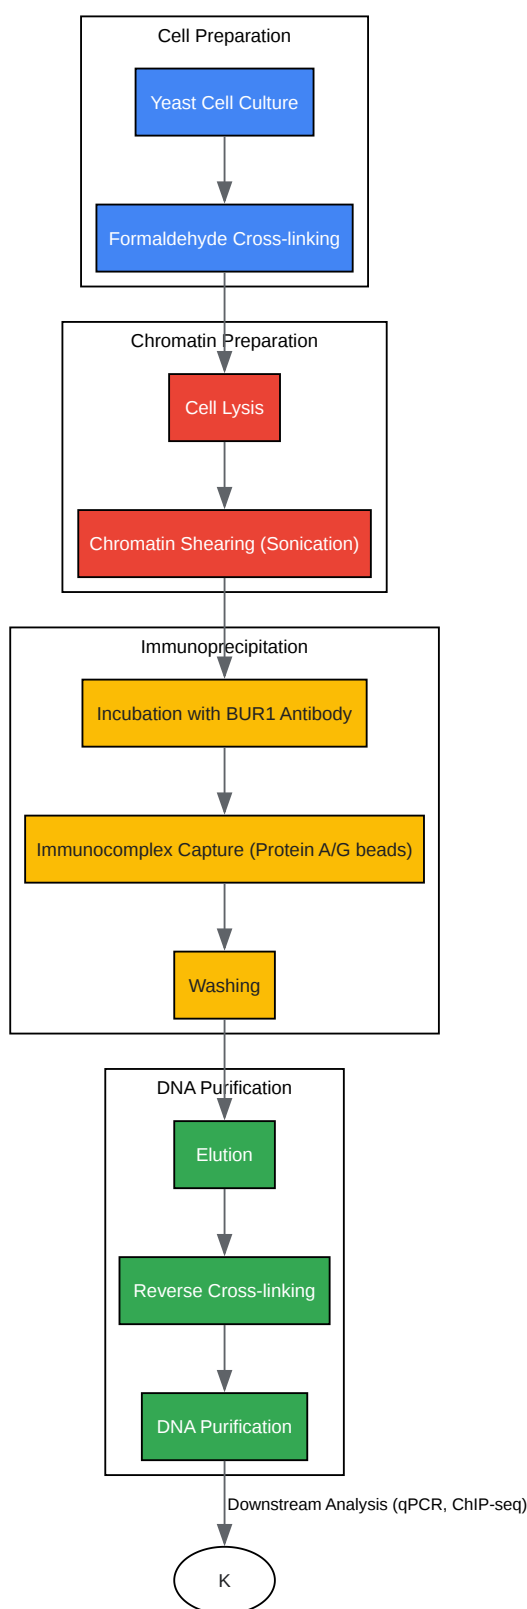 Cell Preparation
Yeast Cell Culture
Formaldehyde Cross-linking
Chromatin Preparation
Cell Lysis
Chromatin Shearing (Sonication)
Immunoprecipitation
Incubation with BUR1 Antibody
Immunocomplex Capture (Protein A/G beads)
Washing
DNA Purification
Elution
Reverse Cross-linking
DNA Purification
Downstream Analysis (qPCR, ChIP-seq)
K